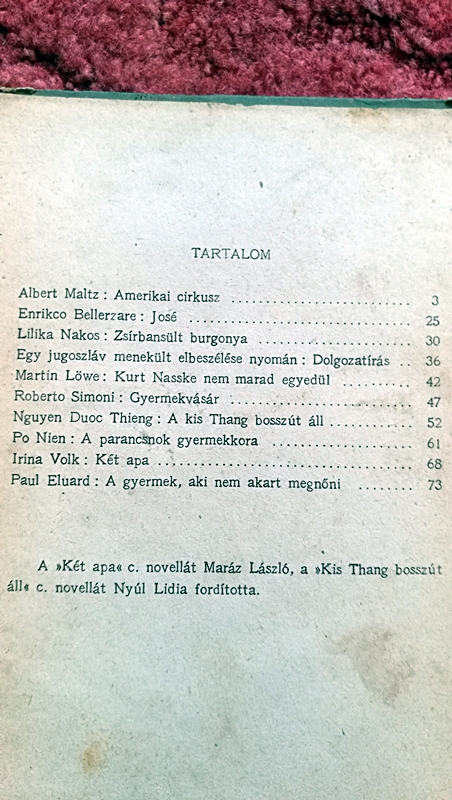 TARTALOM
Albert Maltz : Amerikai cirkusz .......................... 3
Enrikco Bellerzare : José .............................. 25
Lilika Nakos : Zsírbansült burgonya ...................... 30
Egy jugoszláv menekült elbeszélése nyomán : Dolgozatírás .. 36
Martin Löwe : Kurt Nasske nem marad egyedül .......... 42
Roberto Simoni : Gyermekvásár .......................... 47
Nguyen Duoc Thieng : A kis Thang bosszút áll ........... 52
Po Nien : A parancsnok gyermekkora .................... 61
Irina Volk : Két apa .................................. 68
Paul Eluard : A gyermek, aki nem akart megnőni ........ 73
A »Két apa« c. novellát Maráz László, a »Kis Thang bosszút
áll« c. novellát Nyúl Lidia fordította.